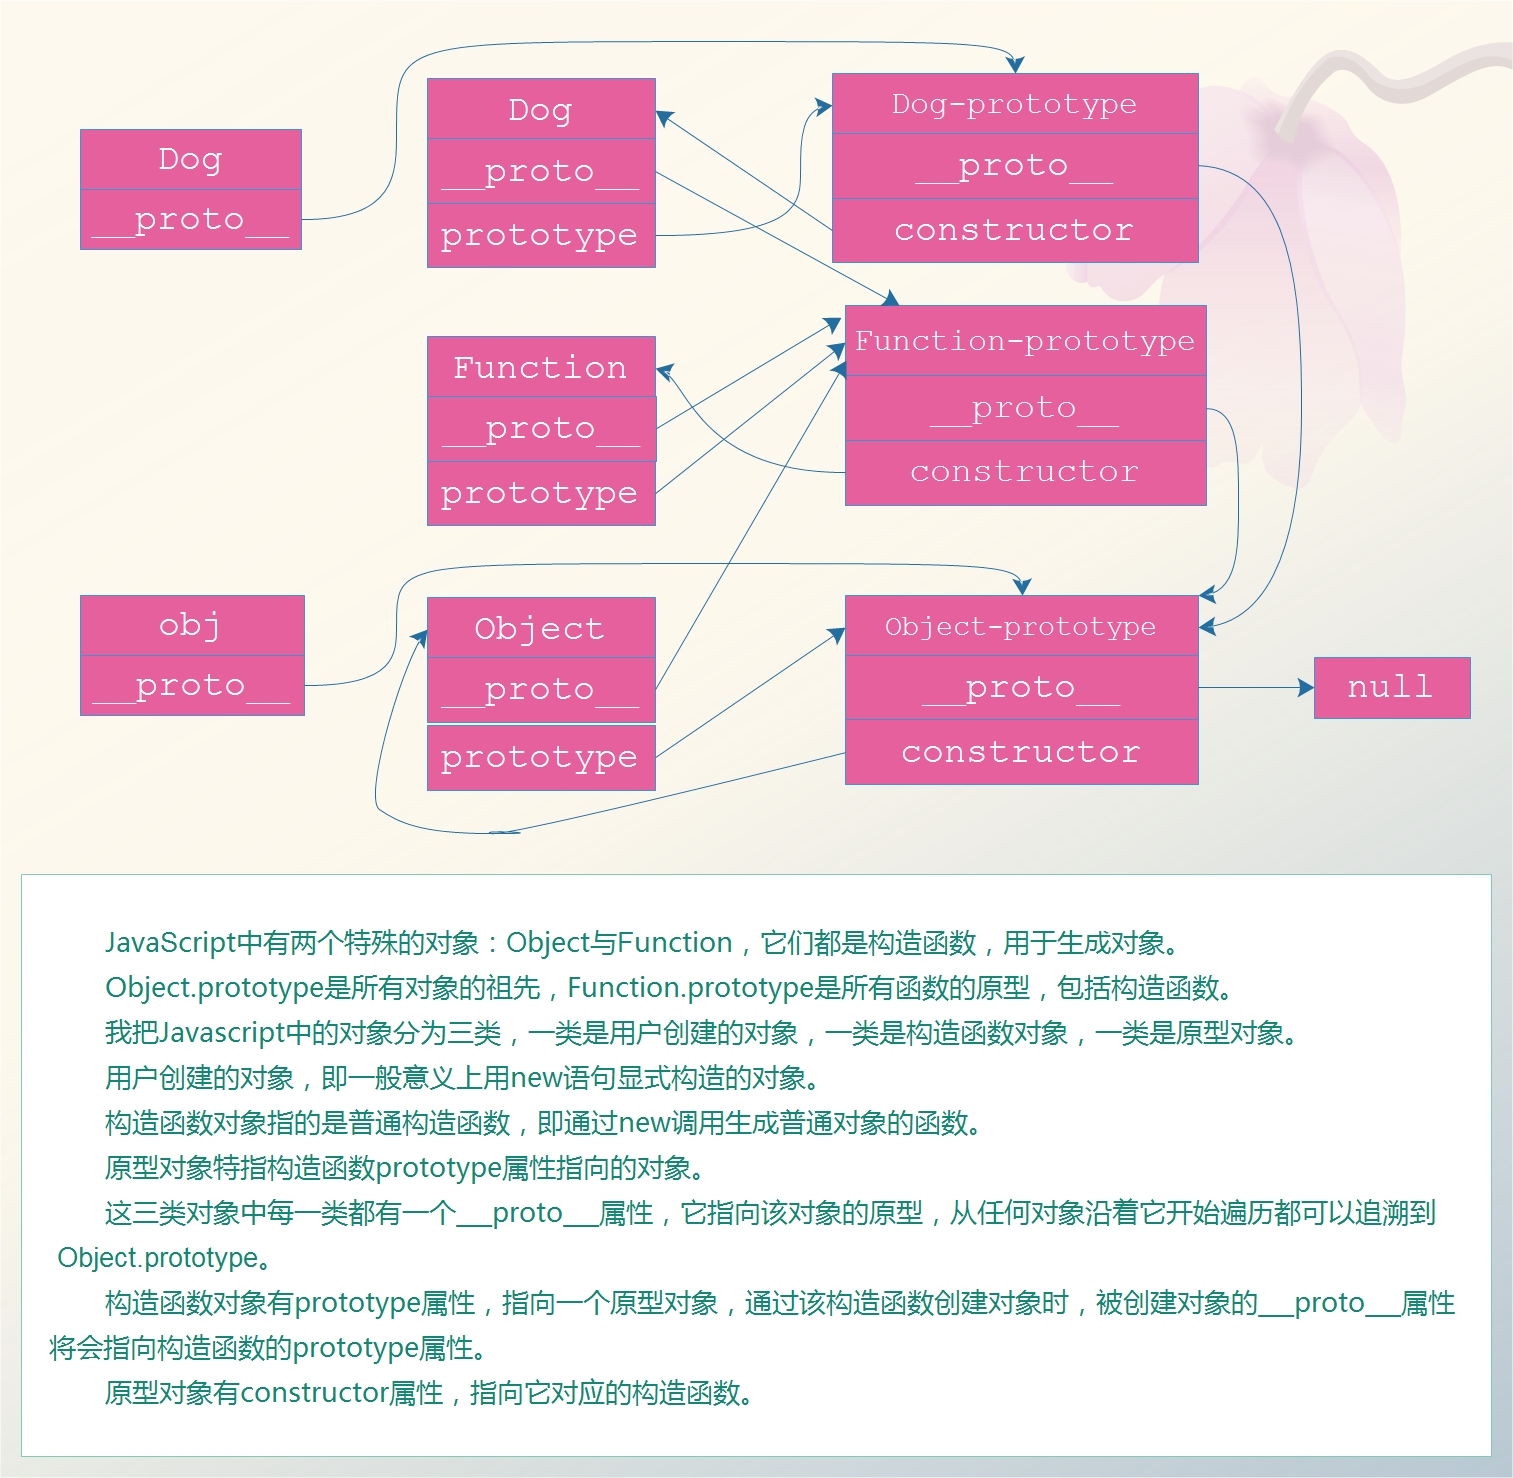 Dog
__proto__
Dog
__proto__
prototype
Dog-prototype
__proto__
constructor
Function
__proto__
prototype
Function-prototype
__proto__
constructor
obj
__proto__
Object
__proto__
prototype
Object-prototype
__proto__
constructor
null
JavaScript中有两个特殊的对象：Object与Function，它们都是构造函数，用于生成对象。
Object.prototype是所有对象的祖先，Function.prototype是所有函数的原型，包括构造函数。
我把Javascript中的对象分为三类，一类是用户创建的对象，一类是构造函数对象，一类是原型对象。
用户创建的对象，即一般意义上用new语句显式构造的对象。
构造函数对象指的是普通构造函数，即通过new调用生成普通对象的函数。
原型对象特指构造函数prototype属性指向的对象。
这三类对象中每一类都有一个__proto__属性，它指向该对象的原型，从任何对象沿着它开始遍历都可以追溯到
Object.prototype。
构造函数对象有prototype属性，指向一个原型对象，通过该构造函数创建对象时，被创建对象的__proto__属性
将会指向构造函数的prototype属性。
原型对象有constructor属性，指向它对应的构造函数。